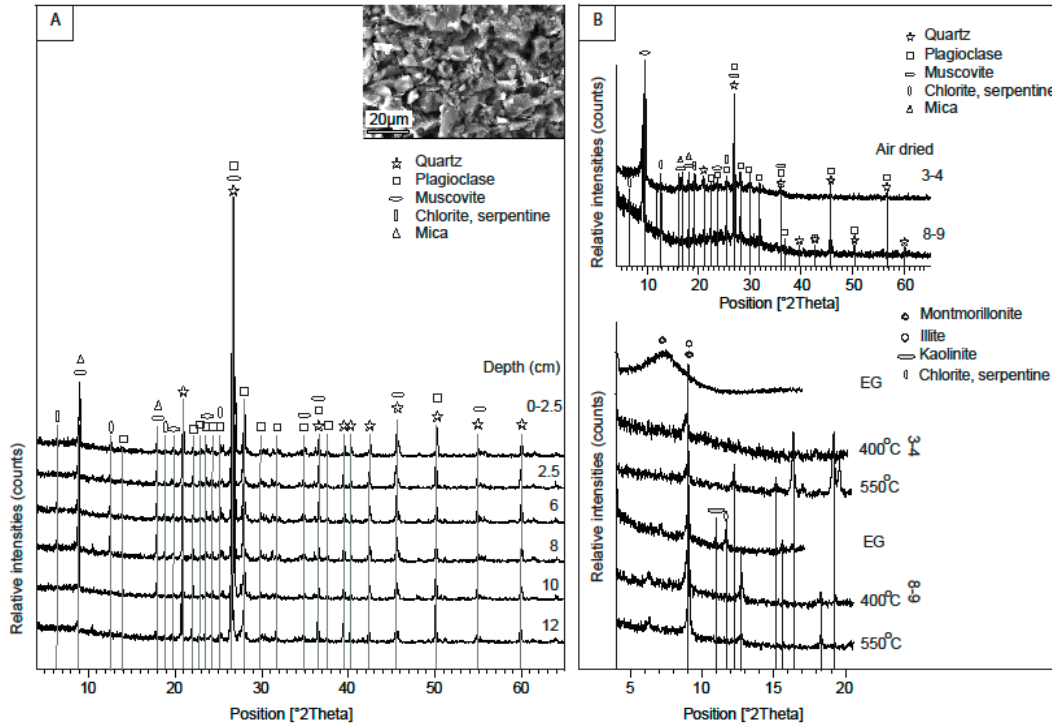 A
20µm
Quartz
Plagioclase
Muscovite
Chlorite, serpentine
Mica
Depth (cm)
0-2.5
2.5
6
8
10
12
Relative intensities (counts)
10 20 30 40 50 60
Position [°2Theta]
B
Quartz
Plagioclase
Muscovite
Chlorite, serpentine
Mica
Air dried
3-4
8-9
Relative intensities (counts)
10 20 30 40 50 60
Position [°2Theta]
Montmorillonite
Illite
Kaolinite
Chlorite, serpentine
EG
400°C
550°C
3-4
EG
400°C
550°C
8-9
Relative intensities (counts)
5 10 15 20
Position [°2Theta]